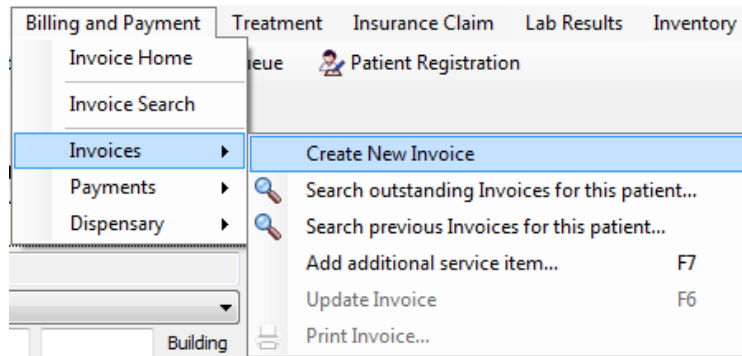 Billing and Payment Treatment Insurance Claim Lab Results Inventory
Invoice Home
eue Patient Registration
Invoice Search
Invoices
Create New Invoice
Payments
Search outstanding Invoices for this patient...
Dispensary
Search previous Invoices for this patient...
Add additional service item... F7
Update Invoice F6
Building
Print Invoice...